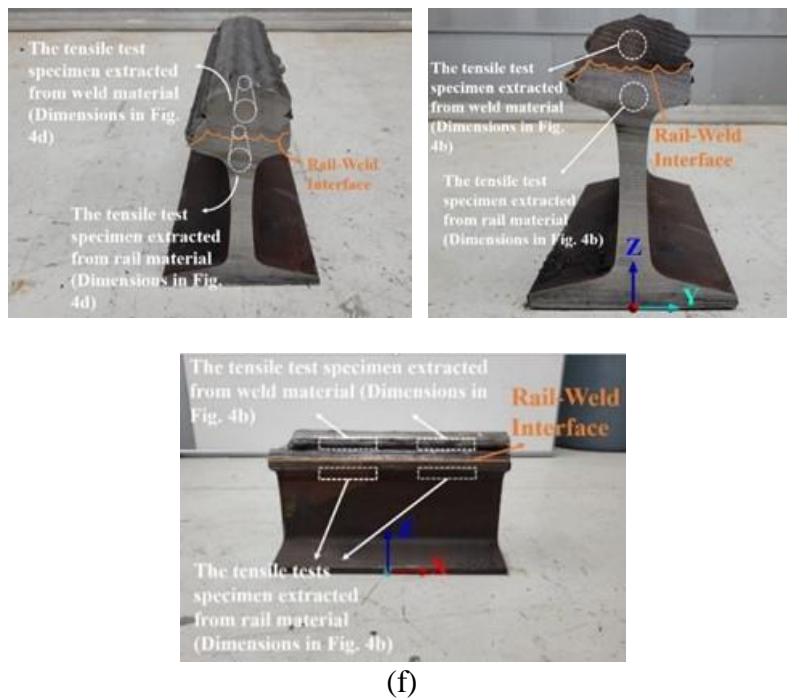 The tensile test
specimen extracted
from weld material
(Dimensions in Fig.
4d)
Rail-Weld
Interface
The tensile test
specimen extracted
from rail material
(Dimensions in Fig.
4d)
The tensile test
specimen extracted
from weld material
(Dimensions in Fig.
4b)
Rail-Weld
Interface
The tensile test
specimen extracted
from rail material
(Dimensions in Fig. 4b)
Z
Y
The tensile test specimen extracted
from weld material (Dimensions in
Fig. 4b)
Rail-Weld
Interface
Z
X
The tensile tests
specimen extracted
from rail material
(Dimensions in Fig. 4b)
(f)